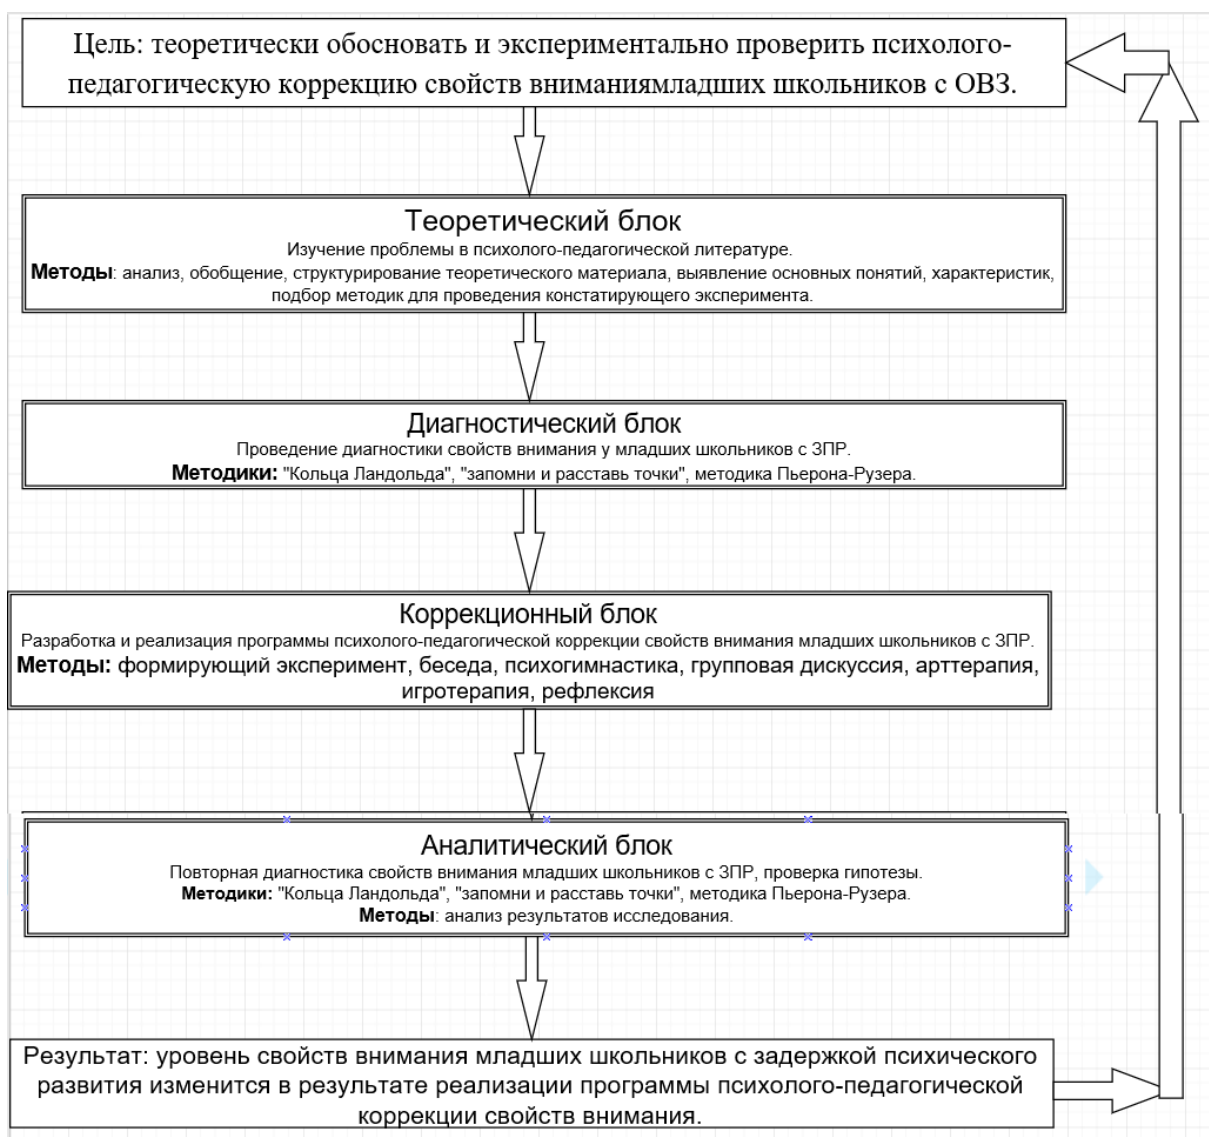 Цель: теоретически обосновать и экспериментально проверить психолого-
педагогическую коррекцию свойств вниманиямладших школьников с ОВЗ.
Теоретический блок
Изучение проблемы в психолого-педагогической литературе.
Методы: анализ, обобщение, структурирование теоретического материала, выявление основных понятий, характеристик,
подбор методик для проведения констатирующего эксперимента.
Диагностический блок
Проведение диагностики свойств внимания у младших школьников с ЗПР.
Методики: "Кольца Ландольда", "запомни и расставь точки", методика Пьерона-Рузера.
Коррекционный блок
Разработка и реализация программы психолого-педагогической коррекции свойств внимания младших школьников с ЗПР.
Методы: формирующий эксперимент, беседа, психогимнастика, групповая дискуссия, арттерапия,
игротерапия, рефлексия
Аналитический блок
Повторная диагностика свойств внимания младших школьников с ЗПР, проверка гипотезы.
Методики: "Кольца Ландольда", "запомни и расставь точки", методика Пьерона-Рузера.
Методы: анализ результатов исследования.
Результат: уровень свойств внимания младших школьников с задержкой психического
развития изменится в результате реализации программы психолого-педагогической
коррекции свойств внимания.